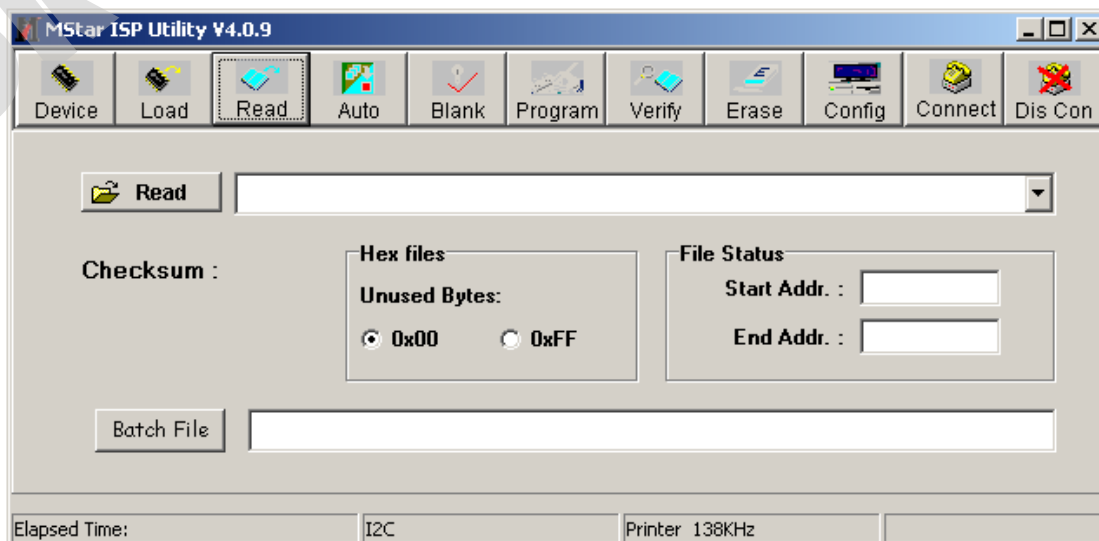 MStar ISP Utility V4.0.9
Device Load Read Auto Blank Program Verify Erase Config Connect Dis Con
Read
Checksum :
Hex files
Unused Bytes:
0x00 0xFF
File Status
Start Addr. :
End Addr. :
Batch File
Elapsed Time: I2C Printer 138KHz